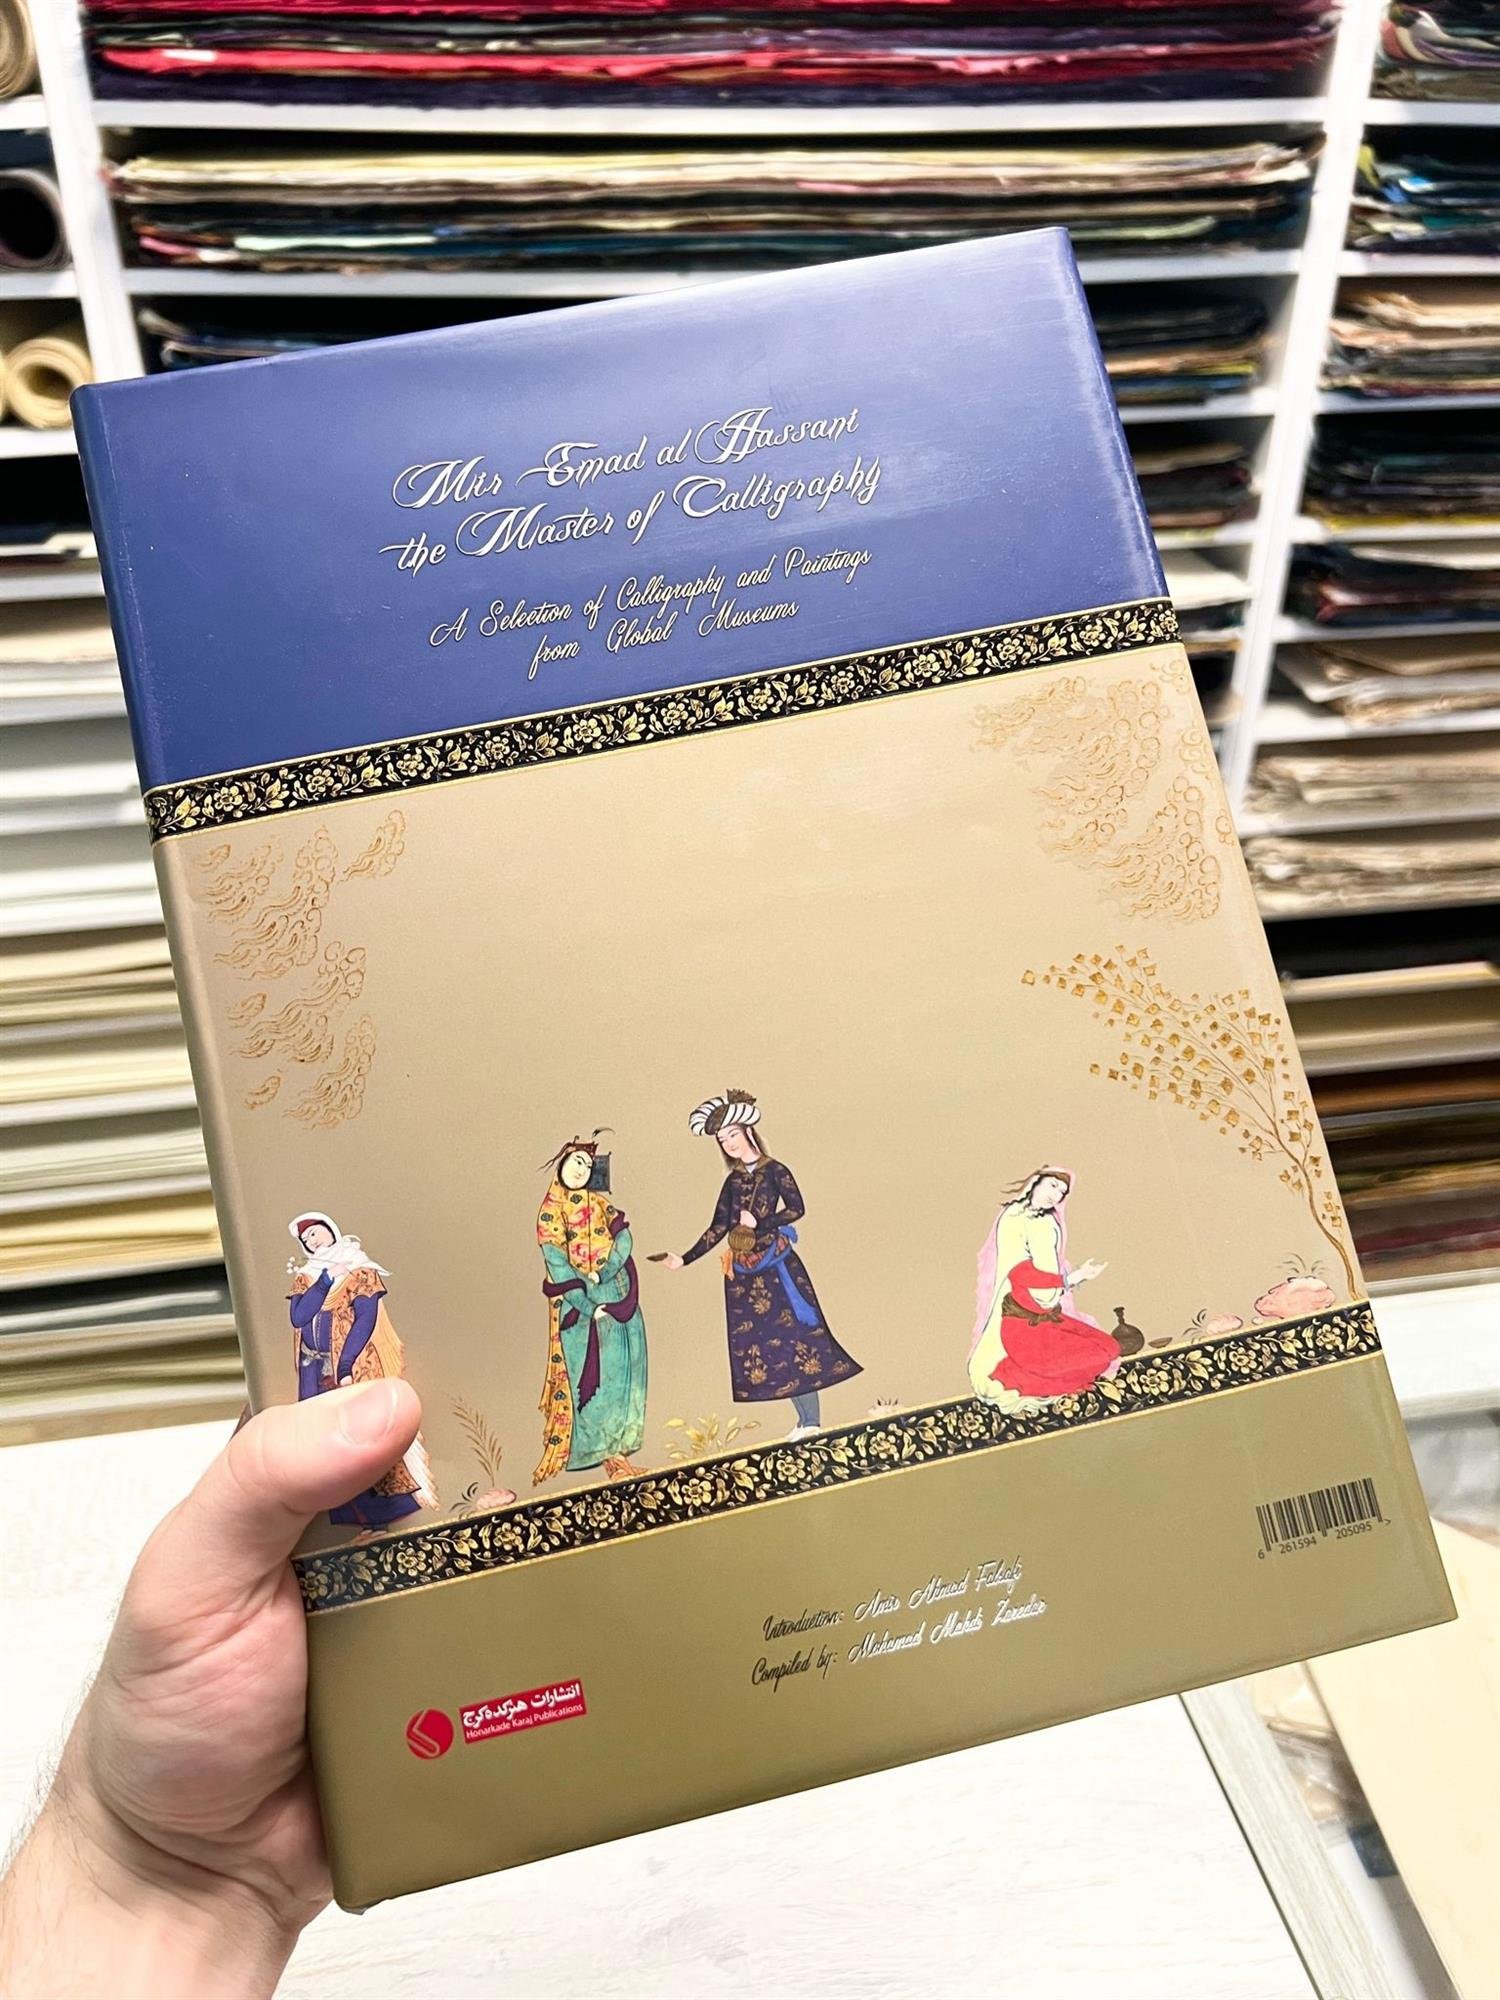 Mir Emad al Hassani
the Master of Calligraphy
A Selection of Calligraphy and Paintings
from Global Museums
6 261594 205095 >
Introduction: Amir Ahmad Falsafi
Compiled by: Mohamad Mahdi Zaredar
انتشارات هنرکده کرج
Honarkade Karaj Publications